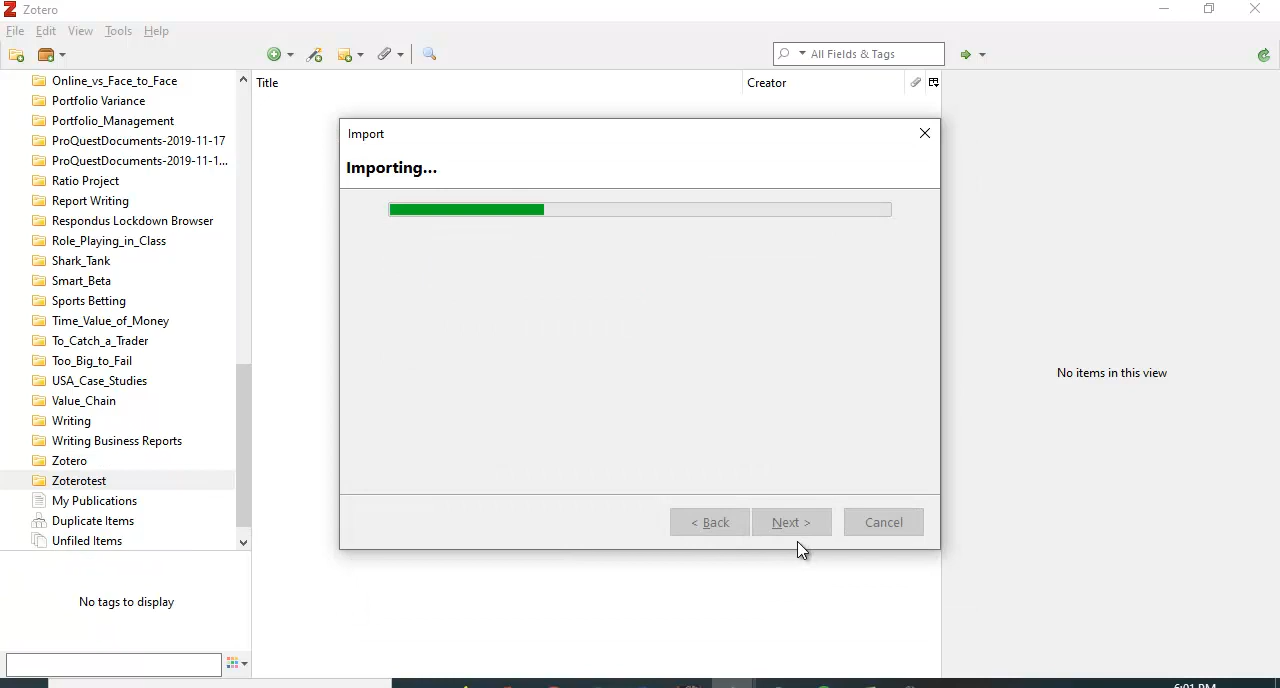 Zotero
File Edit View Tools Help
All Fields & Tags
Online_vs_Face_to_Face
Portfolio Variance
Portfolio_Management
ProQuestDocuments-2019-11-17
ProQuestDocuments-2019-11-1...
Ratio Project
Report Writing
Respondus Lockdown Browser
Role_Playing_in_Class
Shark_Tank
Smart_Beta
Sports Betting
Time_Value_of_Money
To_Catch_a_Trader
Too_Big_to_Fail
USA_Case_Studies
Value_Chain
Writing
Writing Business Reports
Zotero
Zoterotest
My Publications
Duplicate Items
Unfiled Items
No tags to display
Title Creator
Import
Importing...
< Back Next > Cancel
No items in this view
6:01 PM